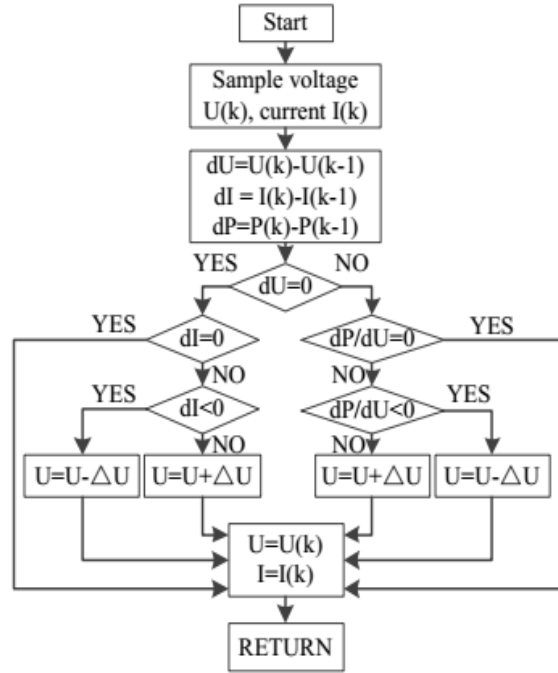 Start
Sample voltage
U(k), current I(k)
dU=U(k)-U(k-1)
dI = I(k)-I(k-1)
dP=P(k)-P(k-1)
YES
NO
dU=0
YES
dI=0
dP/dU=0
YES
NO
NO
YES
dI<0
dP/dU<0
YES
NO
NO
U=U-△U
U=U+△U
U=U+△U
U=U-△U
U=U(k)
I=I(k)
RETURN